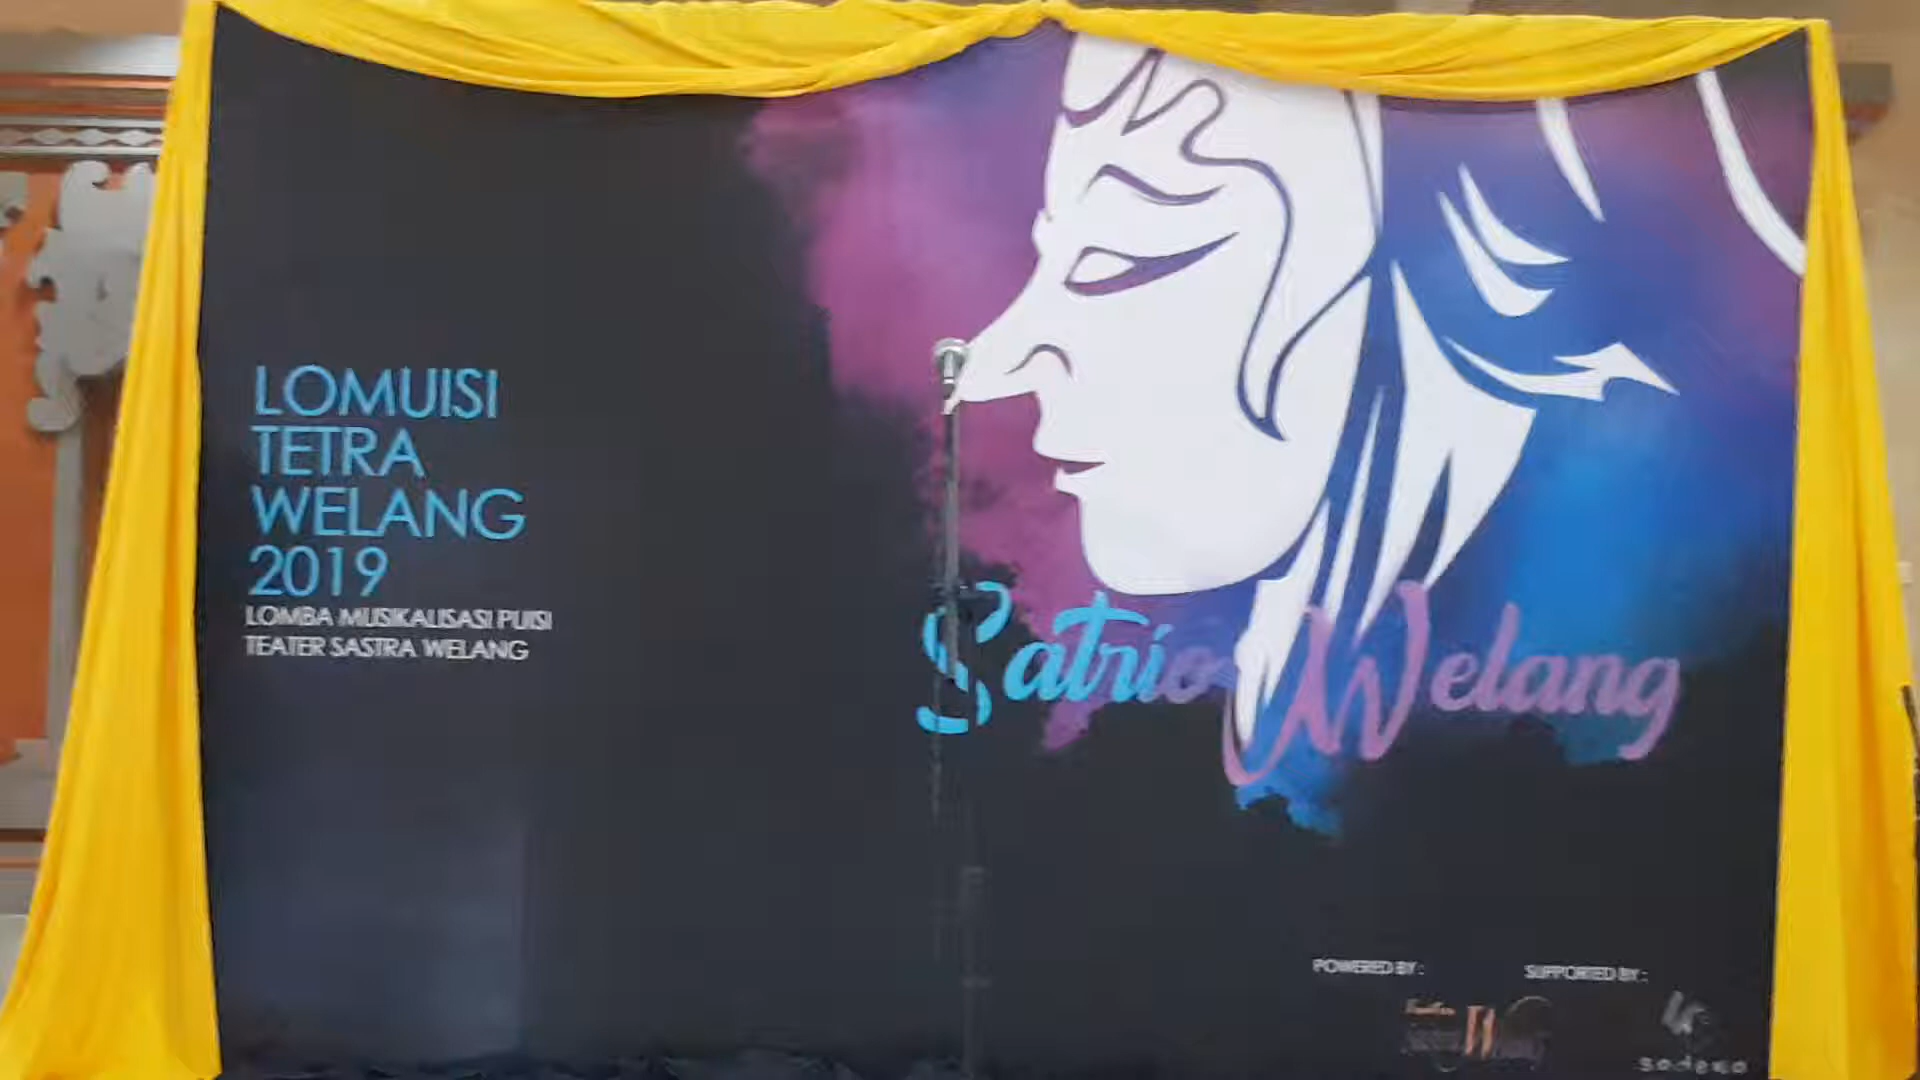 LOMUISI
TETRA
WELANG
2019
LOMBA MUSIKALISASI PUISI
TEATER SASTRA WELANG
Satrio Welang
POWERED BY :
SUPPORTED BY :